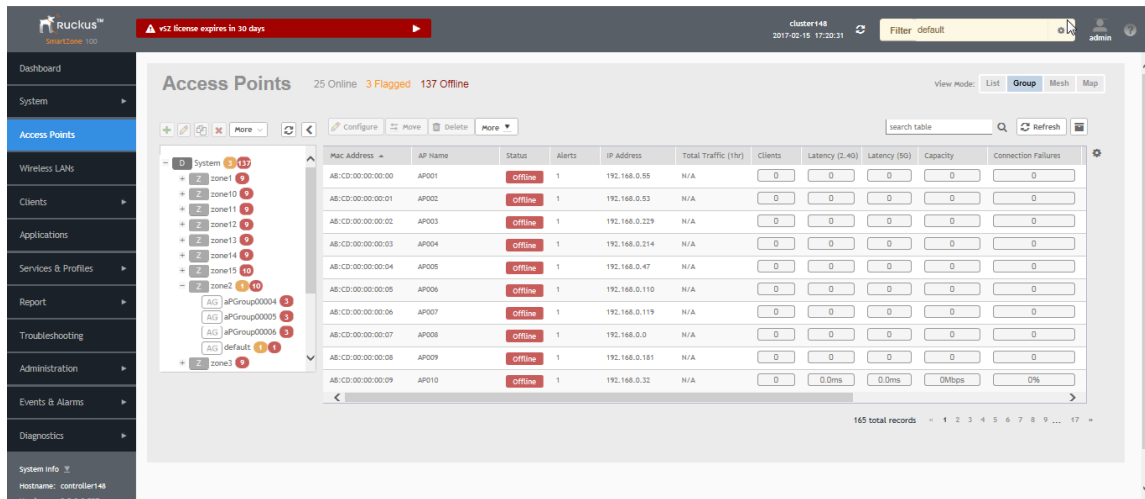 Ruckus™
SmartZone 100
vSZ license expires in 30 days
cluster148
2017-02-15 17:20:31
Filter default
admin
Dashboard
System
Access Points
Wireless LANs
Clients
Applications
Services & Profiles
Report
Troubleshooting
Administration
Events & Alarms
Diagnostics
System Info
Hostname: controller148
Access Points 25 Online 3 Flagged 137 Offline
View Mode: List Group Mesh Map
More
Configure Move Delete More
search table
Refresh
D System 3 137
Z zone1 9
Z zone10 9
Z zone11 9
Z zone12 9
Z zone13 9
Z zone14 9
Z zone15 10
Z zone2 1 10
AG aPGroup00004 3
AG aPGroup00005 3
AG aPGroup00006 3
AG default 1 1
Z zone3 9
Mac Address AP Name Status Alerts IP Address Total Traffic (1hr) Clients Latency (2.4G) Latency (5G) Capacity Connection Failures
AB:CD:00:00:00:00 AP001 Offline 1 192.168.0.55 N/A 0 0 0 0 0
AB:CD:00:00:00:01 AP002 Offline 1 192.168.0.53 N/A 0 0 0 0 0
AB:CD:00:00:00:02 AP003 Offline 1 192.168.0.229 N/A 0 0 0 0 0
AB:CD:00:00:00:03 AP004 Offline 1 192.168.0.214 N/A 0 0 0 0 0
AB:CD:00:00:00:04 AP005 Offline 1 192.168.0.47 N/A 0 0 0 0 0
AB:CD:00:00:00:05 AP006 Offline 1 192.168.0.110 N/A 0 0 0 0 0
AB:CD:00:00:00:06 AP007 Offline 1 192.168.0.119 N/A 0 0 0 0 0
AB:CD:00:00:00:07 AP008 Offline 1 192.168.0.0 N/A 0 0 0 0 0
AB:CD:00:00:00:08 AP009 Offline 1 192.168.0.181 N/A 0 0 0 0 0
AB:CD:00:00:00:09 AP010 Offline 1 192.168.0.32 N/A 0 0.0ms 0.0ms 0Mbps 0%
165 total records « 1 2 3 4 5 6 7 8 9 ... 17 »